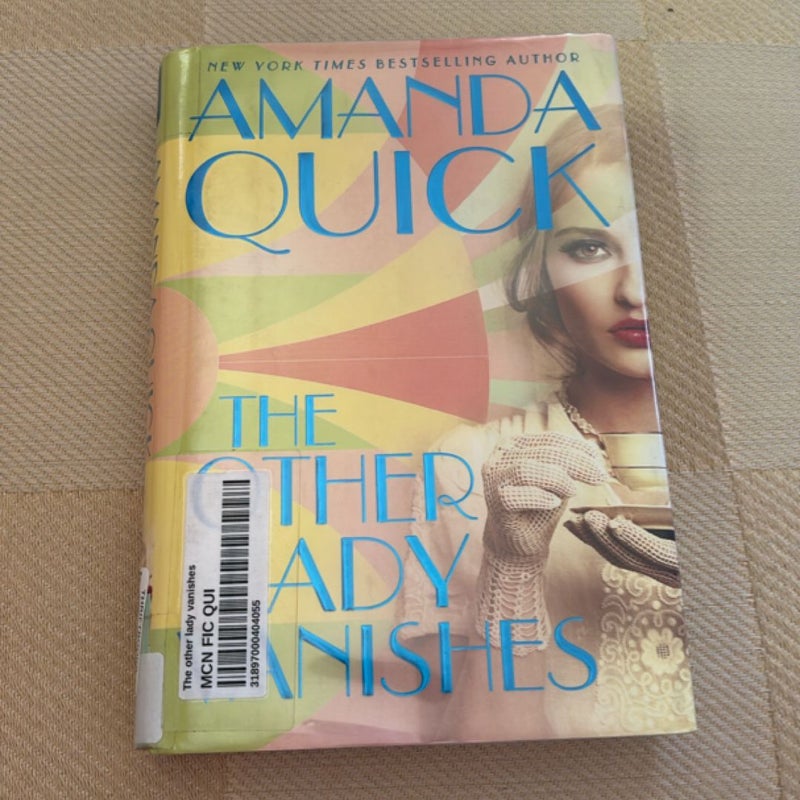 NEW YORK TIMES BESTSELLING AUTHOR
AMANDA
QUICK
THE
OTHER
LADY
VANISHES
The other lady vanishes
MCN FIC QUI
31897000404055